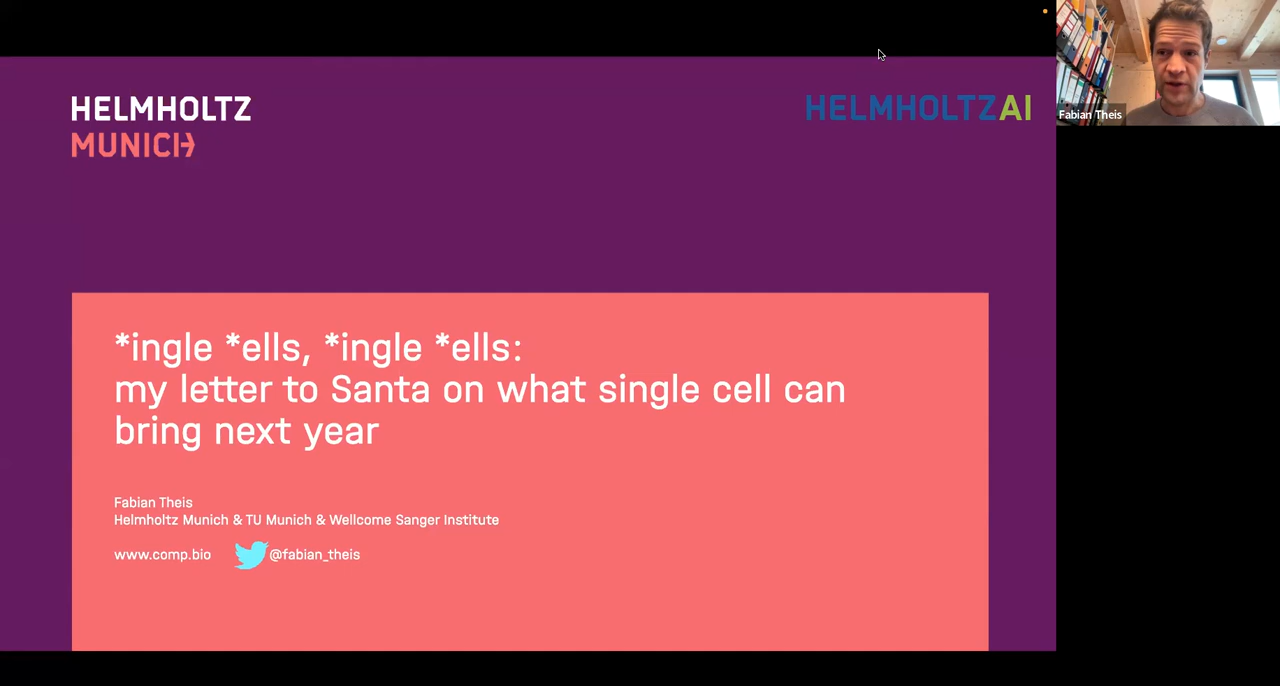 HELMHOLTZ
MUNICH
HELMHOLTZAI
Fabian Theis
*ingle *ells, *ingle *ells:
my letter to Santa on what single cell can
bring next year
Fabian Theis
Helmholtz Munich & TU Munich & Wellcome Sanger Institute
www.comp.bio @fabian_theis